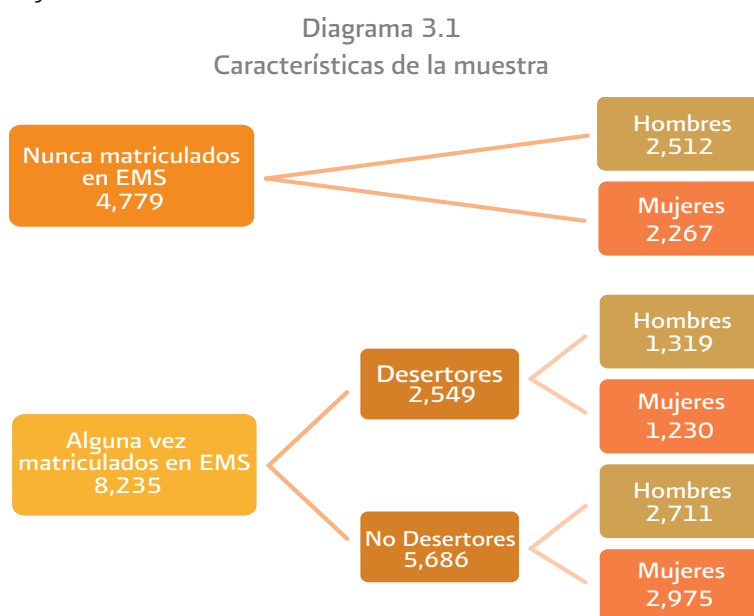 Diagrama 3.1
Características de la muestra
Nunca matriculados
en EMS
4,779
Hombres
2,512
Mujeres
2,267
Alguna vez
matriculados en EMS
8,235
Desertores
2,549
Hombres
1,319
Mujeres
1,230
No Desertores
5,686
Hombres
2,711
Mujeres
2,975